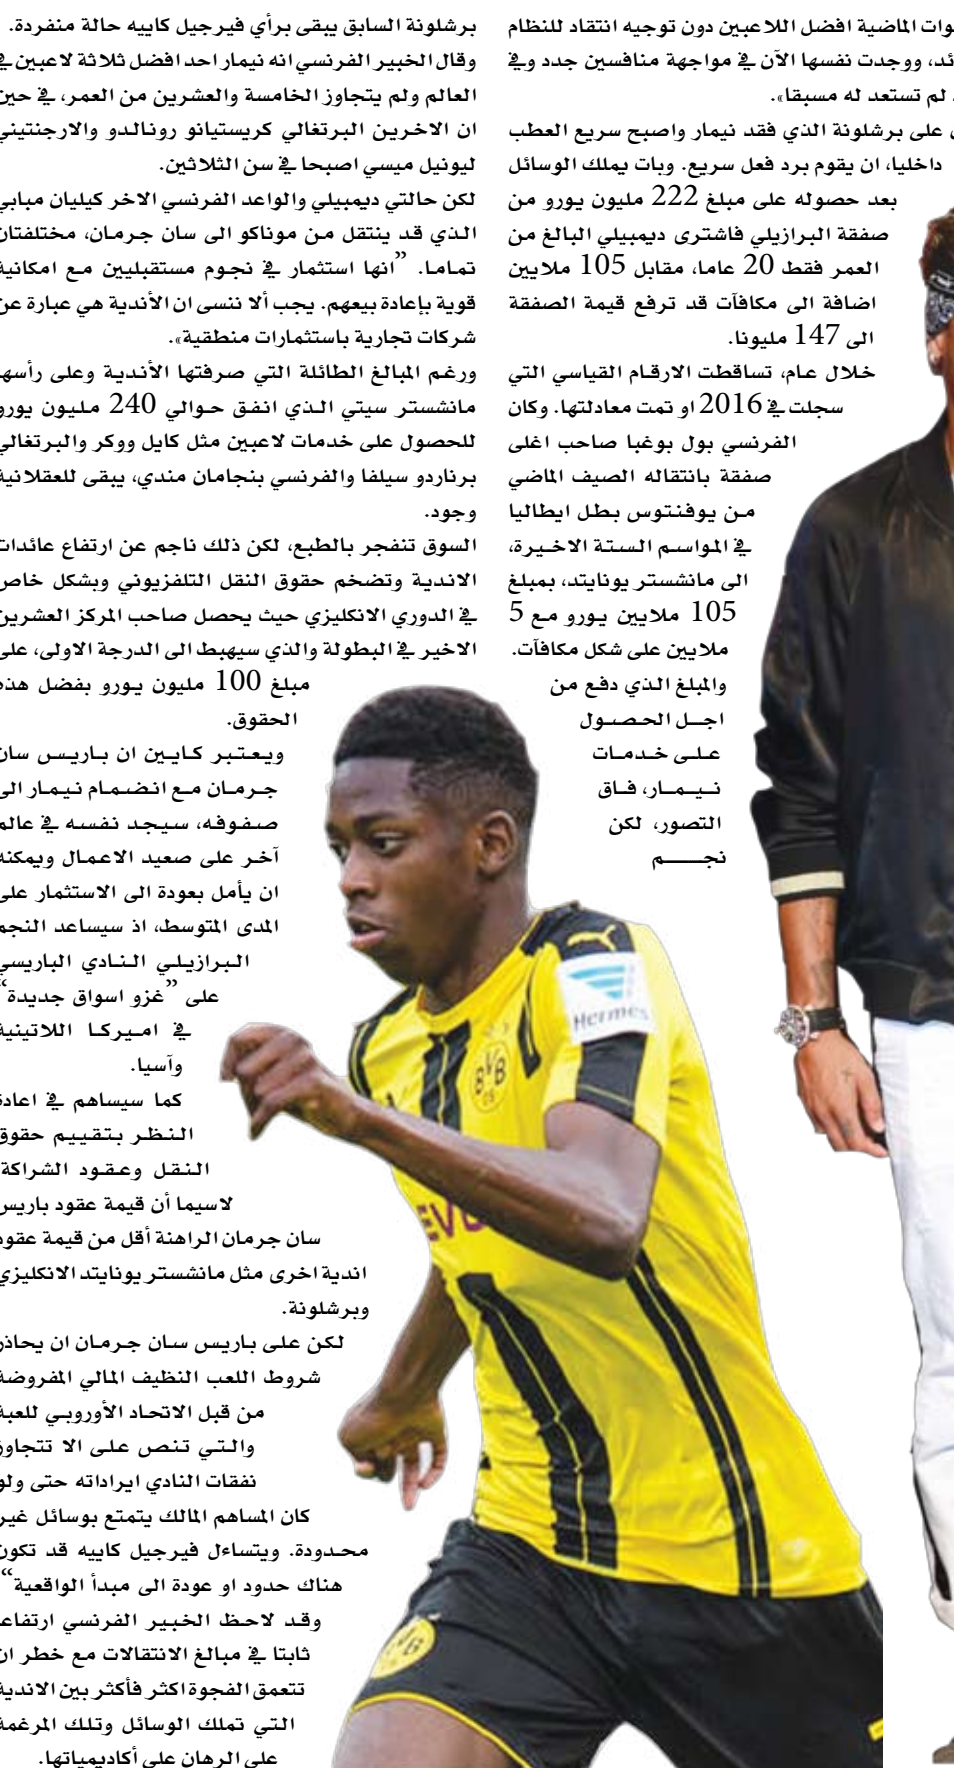 الماضية افضل اللاعبين دون توجيه انتقاد للنظام
ووجدت نفسها الآن في مواجهة منافسين جدد وفي
لم تستعد له مسبقا».
على برشلونة الذي فقد نيمار واصبح سريع العطب
داخليا، ان يقوم برد فعل سريع. وبات يملك الوسائل
بعد حصوله على مبلغ 222 مليون يورو من
صفقة البرازيلي فاشترى ديمبيلي البالغ من
العمر فقط 20 عاما، مقابل 105 ملايين
اضافة الى مكافآت قد ترفع قيمة الصفقة
الى 147 مليونا.
خلال عام، تساقطت الارقام القياسي التي
سجلت في 2016 او تمت معادلتها. وكان
الفرنسي بول بوغبا صاحب اغلى
صفقة بانتقاله الصيف الماضي
من يوفنتوس بطل ايطاليا
في المواسم الستة الاخيرة،
الى مانشستر يونايتد، بمبلغ
105 ملايين يورو مع 5
ملايين على شكل مكافآت.
والمبلغ الذي دفع من
اجل الحصول
على خدمات
نيمار، فاق
التصور، لكن
نجم
برشلونة السابق يبقى برأي فيرجيل كاييه حالة منفردة.
وقال الخبير الفرنسي انه نيمار احد افضل ثلاثة لاعبين في
العالم ولم يتجاوز الخامسة والعشرين من العمر، في حين
ان الاخرين البرتغالي كريستيانو رونالدو والارجنتيني
ليونيل ميسي اصبحا في سن الثلاثين.
لكن حالتي ديمبيلي والواعد الفرنسي الاخر كيليان مبابي
الذي قد ينتقل من موناكو الى سان جرمان، مختلفتان
تماما. ”انها استثمار في نجوم مستقبليين مع امكانية
قوية بإعادة بيعهم. يجب ألا ننسى ان الأندية هي عبارة عن
شركات تجارية باستثمارات منطقية».
ورغم المبالغ الطائلة التي صرفتها الأندية وعلى رأسها
مانشستر سيتي الذي انفق حوالي 240 مليون يورو
للحصول على خدمات لاعبين مثل كايل ووكر والبرتغالي
برناردو سيلفا والفرنسي بنجامان مندي، يبقى للعقلانية
وجود.
السوق تنفجر بالطبع، لكن ذلك ناجم عن ارتفاع عائدات
الاندية وتضخم حقوق النقل التلفزيوني وبشكل خاص
في الدوري الانكليزي حيث يحصل صاحب المركز العشرين
الاخير في البطولة والذي سيهبط الى الدرجة الاولى، على
مبلغ 100 مليون يورو بفضل هذه
الحقوق.
ويعتبر كايين ان باريس سان
جرمان مع انضمام نيمار الى
صفوفه، سيجد نفسه في عالم
آخر على صعيد الاعمال ويمكنه
ان يأمل بعودة الى الاستثمار على
المدى المتوسط، اذ سيساعد النجم
البرازيلي النادي الباريسي
على ”غزو اسواق جديدة“
في اميركا اللاتينية
وآسيا.
كما سيساهم في اعادة
النظر بتقييم حقوق
النقل وعقود الشراكة
لاسيما أن قيمة عقود باريس
سان جرمان الراهنة أقل من قيمة عقود
اندية اخرى مثل مانشستر يونايتد الانكليزي
وبرشلونة.
لكن على باريس سان جرمان ان يحاذر
شروط اللعب النظيف المالي المفروضة
من قبل الاتحاد الأوروبي للعبة
والتي تنص على الا تتجاوز
نفقات النادي ايراداته حتى ولو
كان المساهم المالك يتمتع بوسائل غير
محدودة. ويتساءل فيرجيل كاييه قد تكون
هناك حدود او عودة الى مبدأ الواقعية“
وقد لاحظ الخبير الفرنسي ارتفاعا
ثابتا في مبالغ الانتقالات مع خطر ان
تتعمق الفجوة اكثر فأكثر بين الاندية
التي تملك الوسائل وتلك المرغمة
على الرهان على أكاديمياتها.
Hermes
BVB
09
EVO
BVB